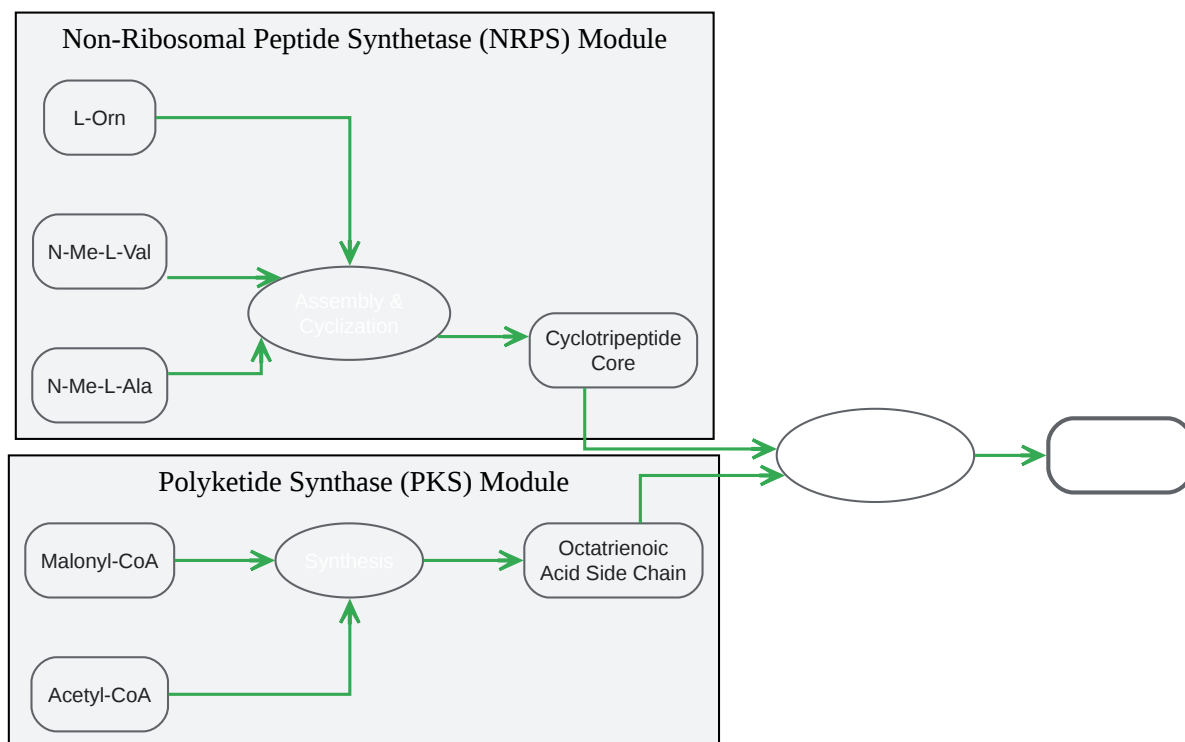 Non-Ribosomal Peptide Synthetase (NRPS) Module
L-Orn
N-Me-L-Val
Assembly &
Cyclization
N-Me-L-Ala
Cyclotripeptide
Core
Polyketide Synthase (PKS) Module
Malonyl-CoA
Synthesis
Octatrienoic
Acid Side Chain
Acetyl-CoA